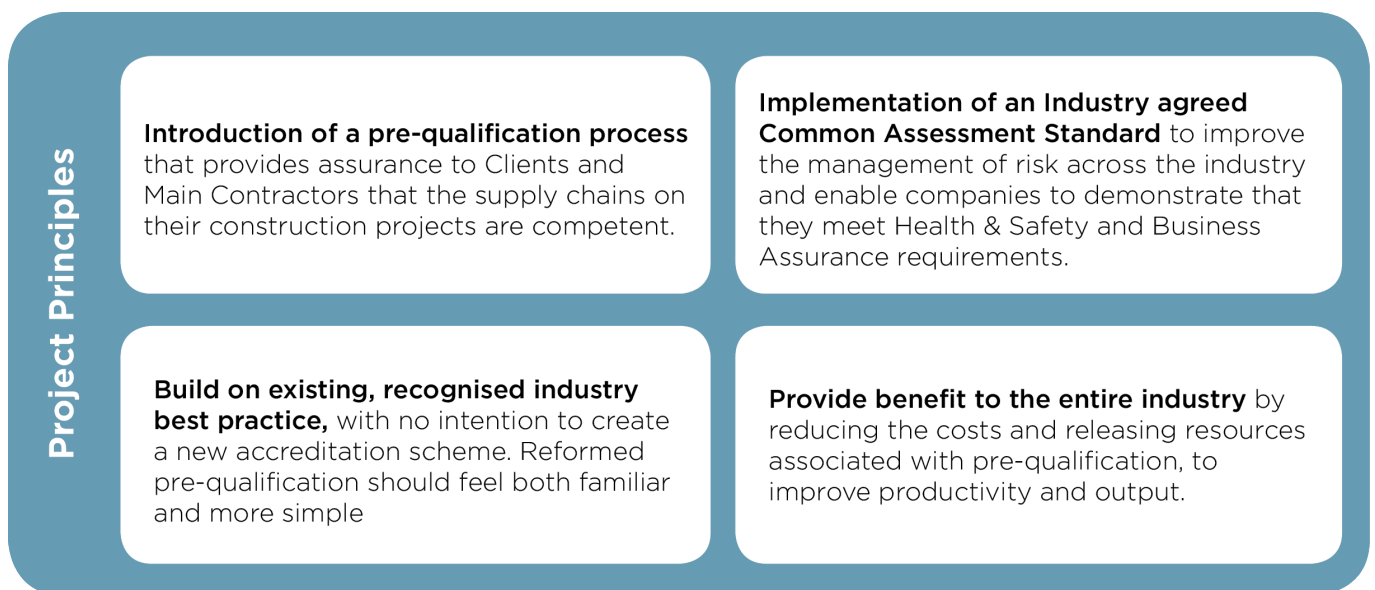 Project Principles
Introduction of a pre-qualification process
that provides assurance to Clients and
Main Contractors that the supply chains on
their construction projects are competent.
Implementation of an Industry agreed
Common Assessment Standard to improve
the management of risk across the industry
and enable companies to demonstrate that
they meet Health & Safety and Business
Assurance requirements.
Build on existing, recognised industry
best practice, with no intention to create
a new accreditation scheme. Reformed
pre-qualification should feel both familiar
and more simple
Provide benefit to the entire industry by
reducing the costs and releasing resources
associated with pre-qualification, to
improve productivity and output.